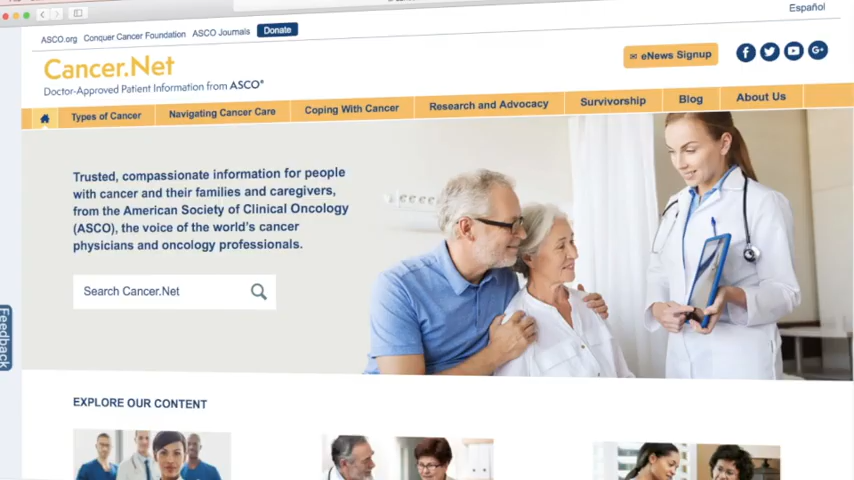 ASCO.org Conquer Cancer Foundation ASCO Journals Donate
Español
Cancer.Net
Doctor-Approved Patient Information from ASCO®
✉ eNews Signup
Types of Cancer Navigating Cancer Care Coping With Cancer Research and Advocacy Survivorship Blog About Us
Trusted, compassionate information for people
with cancer and their families and caregivers,
from the American Society of Clinical Oncology
(ASCO), the voice of the world's cancer
physicians and oncology professionals.
Search Cancer.Net
Feedback
EXPLORE OUR CONTENT